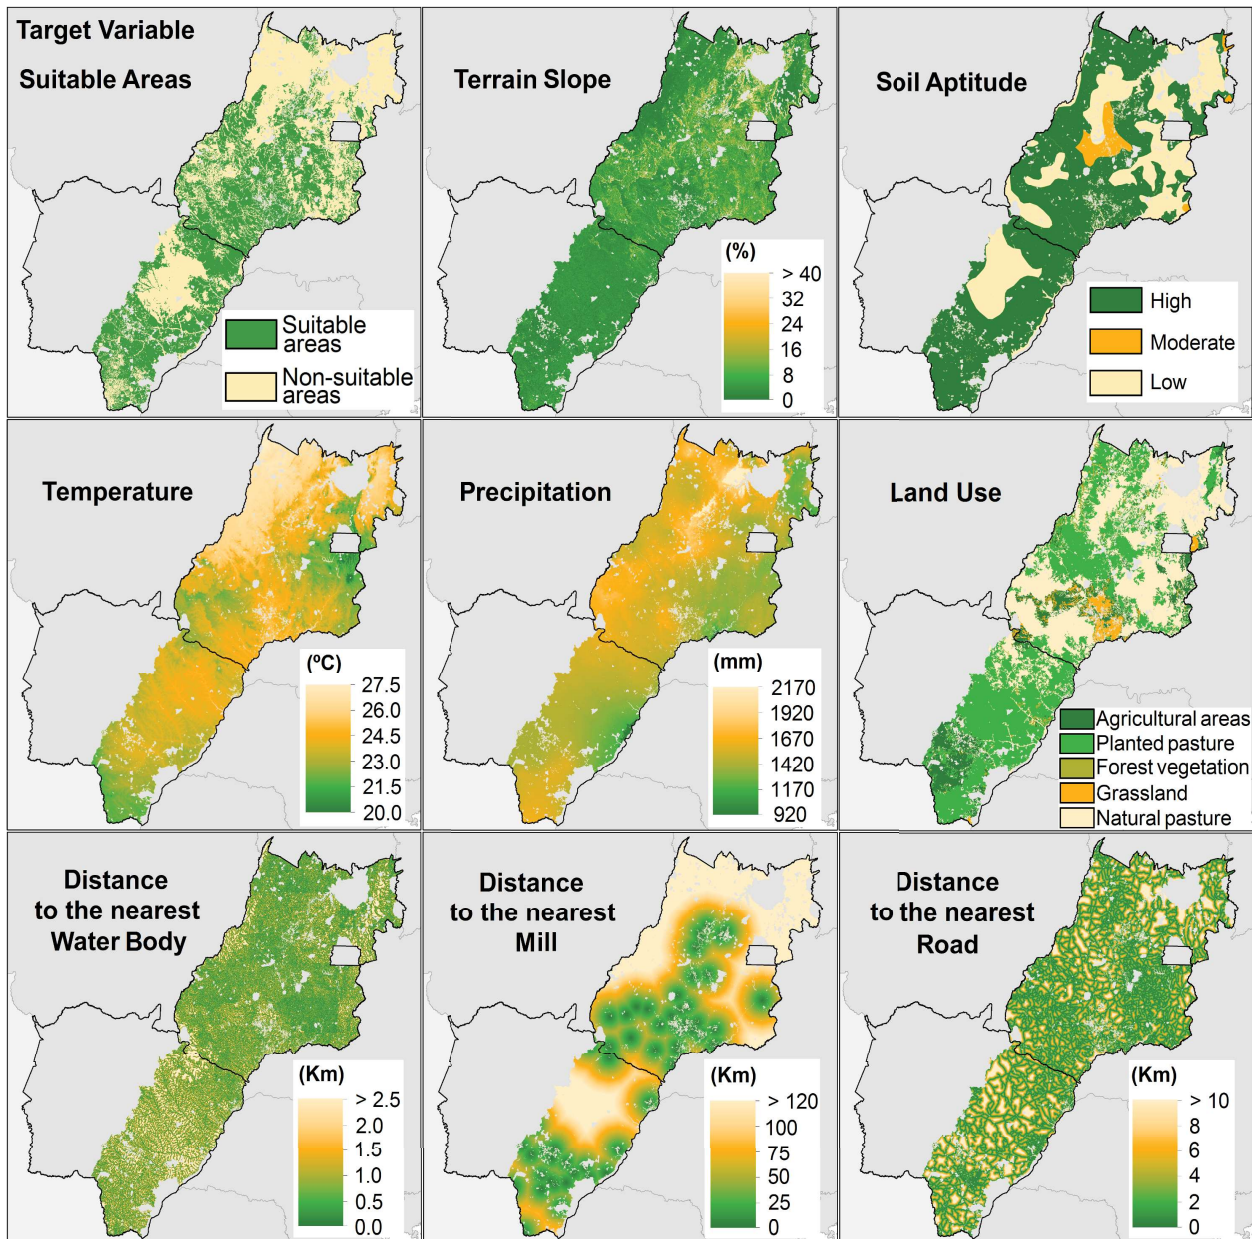 Target Variable
Suitable Areas
Suitable
areas
Non-suitable
areas
Terrain Slope
(%)
> 40
32
24
16
8
0
Soil Aptitude
High
Moderate
Low
Temperature
(ºC)
27.5
26.0
24.5
23.0
21.5
20.0
Precipitation
(mm)
2170
1920
1670
1420
1170
920
Land Use
Agricultural areas
Planted pasture
Forest vegetation
Grassland
Natural pasture
Distance
to the nearest
Water Body
(Km)
> 2.5
2.0
1.5
1.0
0.5
0.0
Distance
to the nearest
Mill
(Km)
> 120
100
75
50
25
0
Distance
to the nearest
Road
(Km)
> 10
8
6
4
2
0